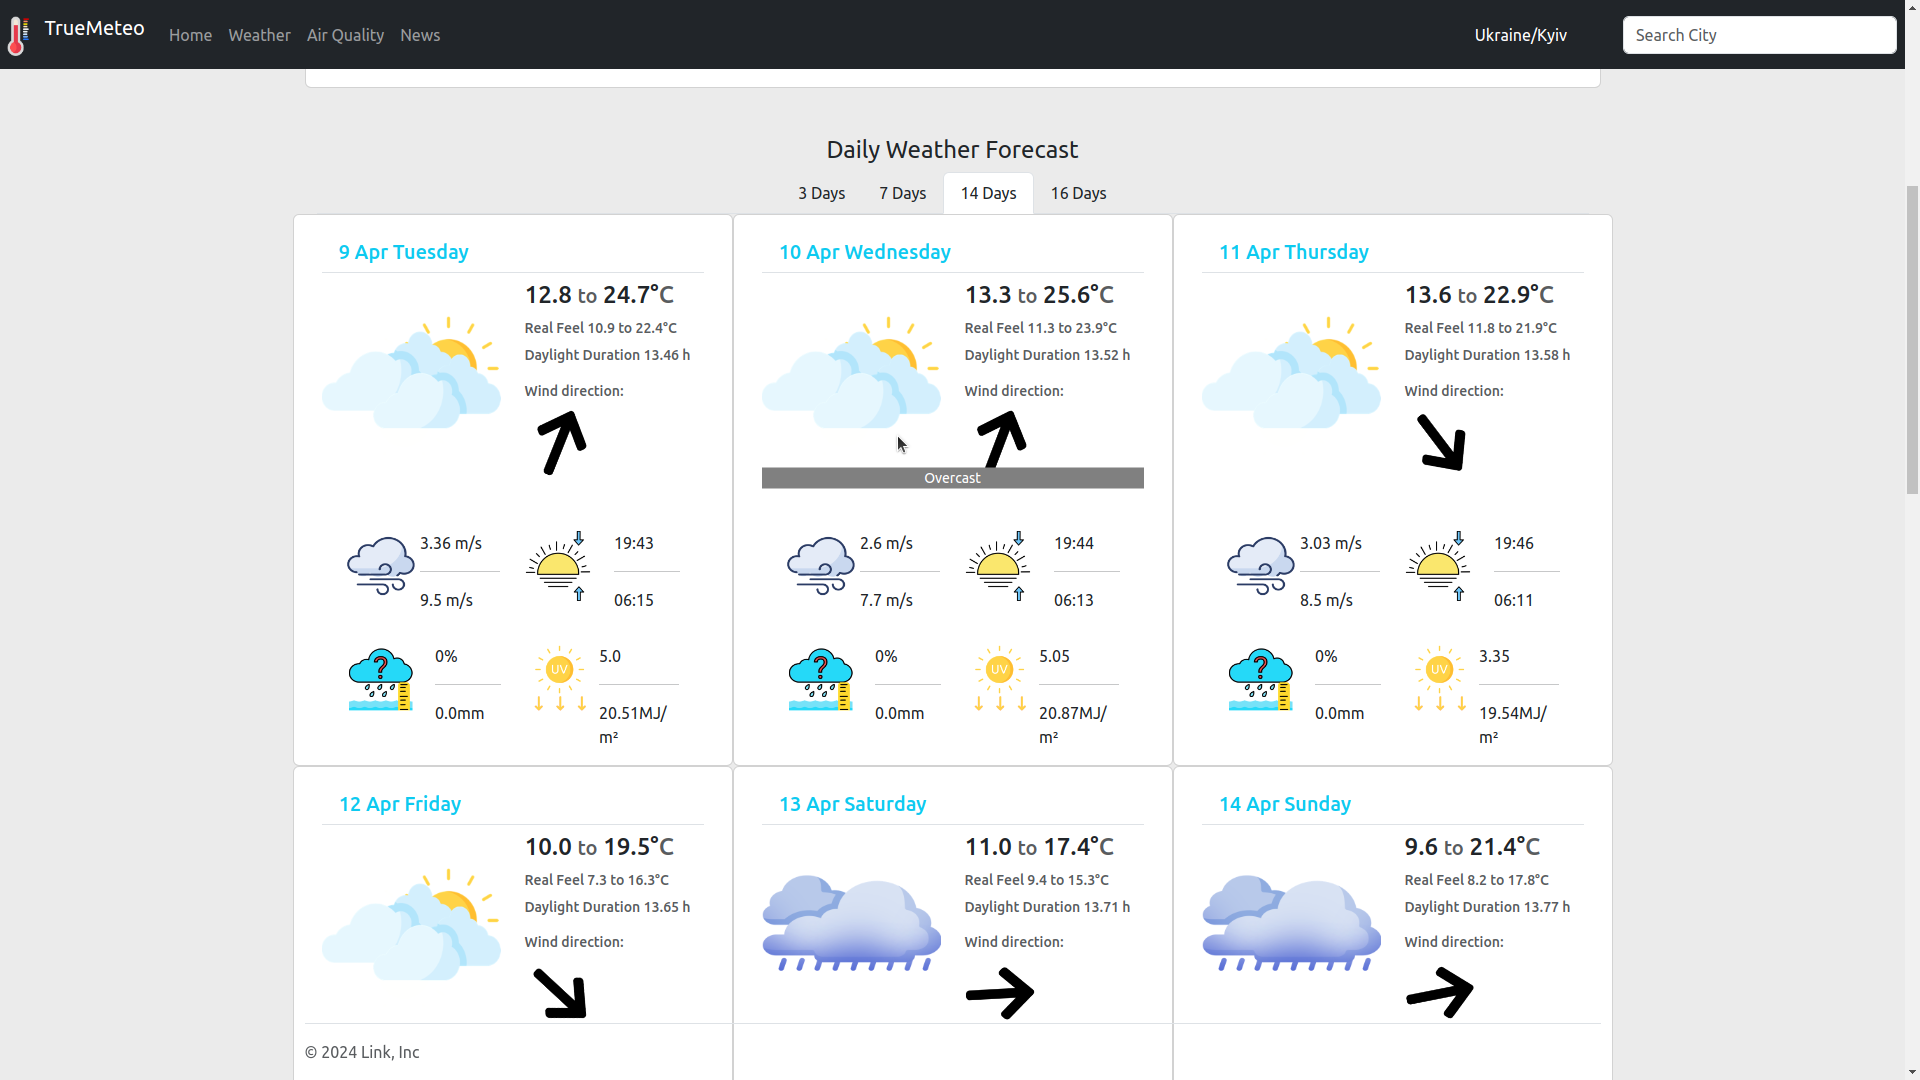 TrueMeteo
Home Weather Air Quality News
Ukraine/Kyiv
Search City
Daily Weather Forecast
3 Days 7 Days 14 Days 16 Days
9 Apr Tuesday
12.8 to 24.7°C
Real Feel 10.9 to 22.4°C
Daylight Duration 13.46 h
Wind direction:
3.36 m/s
9.5 m/s
19:43
06:15
?
0%
0.0mm
UV
5.0
20.51MJ/
m²
10 Apr Wednesday
13.3 to 25.6°C
Real Feel 11.3 to 23.9°C
Daylight Duration 13.52 h
Wind direction:
Overcast
2.6 m/s
7.7 m/s
19:44
06:13
?
0%
0.0mm
UV
5.05
20.87MJ/
m²
11 Apr Thursday
13.6 to 22.9°C
Real Feel 11.8 to 21.9°C
Daylight Duration 13.58 h
Wind direction:
3.03 m/s
8.5 m/s
19:46
06:11
?
0%
0.0mm
UV
3.35
19.54MJ/
m²
12 Apr Friday
10.0 to 19.5°C
Real Feel 7.3 to 16.3°C
Daylight Duration 13.65 h
Wind direction:
13 Apr Saturday
11.0 to 17.4°C
Real Feel 9.4 to 15.3°C
Daylight Duration 13.71 h
Wind direction:
14 Apr Sunday
9.6 to 21.4°C
Real Feel 8.2 to 17.8°C
Daylight Duration 13.77 h
Wind direction:
© 2024 Link, Inc